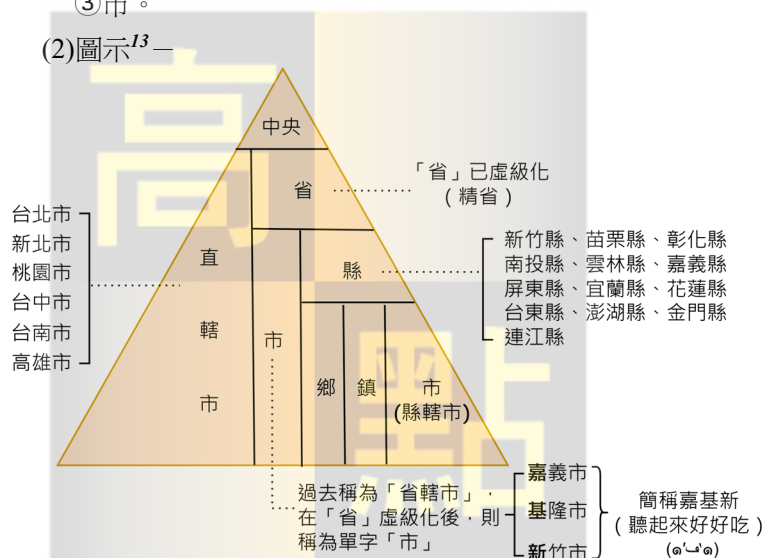 ③市。
(2)圖示13—
中央
省
「省」已虛級化
(精省)
台北市
新北市
桃園市
台中市
台南市
高雄市
直
轄
市
市
縣
新竹縣、苗栗縣、彰化縣
南投縣、雲林縣、嘉義縣
屏東縣、宜蘭縣、花蓮縣
台東縣、澎湖縣、金門縣
連江縣
鄉
鎮
市
(縣轄市)
過去稱為「省轄市」，
在「省」虛級化後，則
稱為單字「市」
嘉義市
基隆市
新竹市
簡稱嘉基新
(聽起來好好吃)
高
點